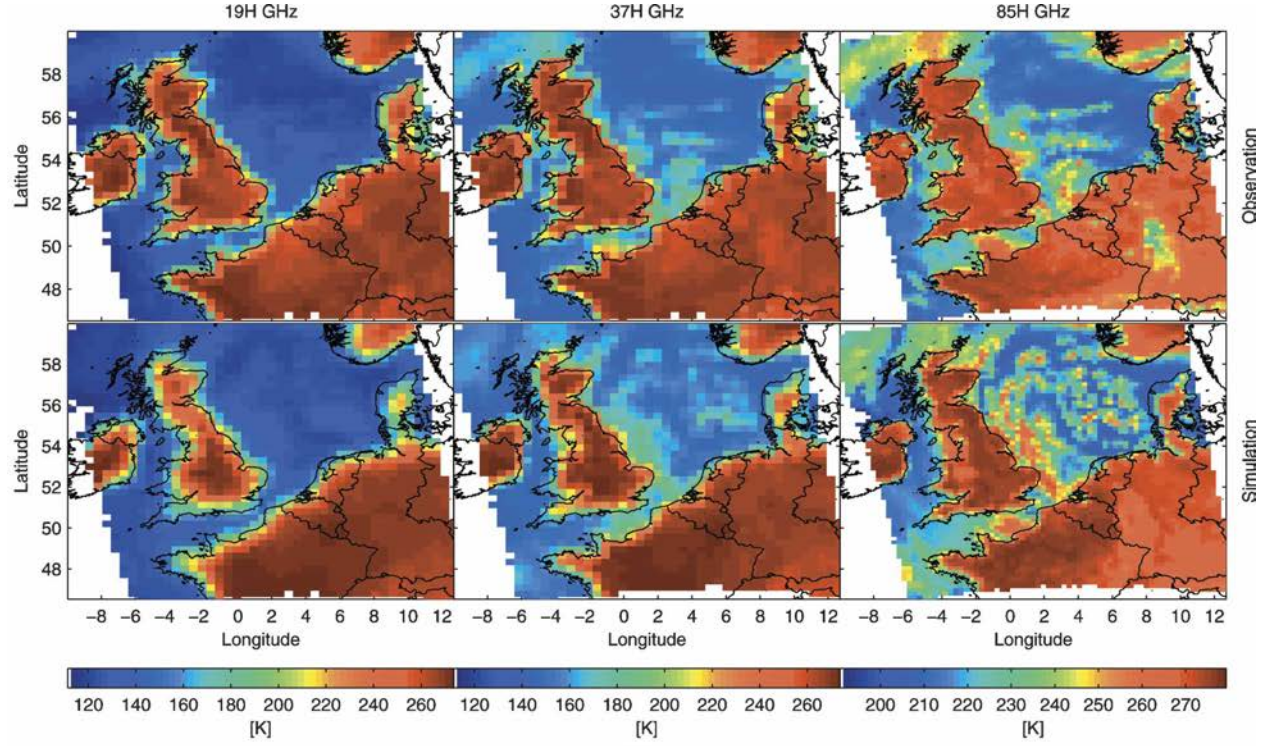 19H GHz 37H GHz 85H GHz
58
56
54
52
50
48
Latitude
Observation
58
56
54
52
50
48
Latitude
Simulation
−8 −6 −4 −2 0 2 4 6 8 10 12 −8 −6 −4 −2 0 2 4 6 8 10 12 −8 −6 −4 −2 0 2 4 6 8 10 12
Longitude Longitude Longitude
120 140 160 180 200 220 240 260 120 140 160 180 200 220 240 260 200 210 220 230 240 250 260 270
[K] [K] [K]